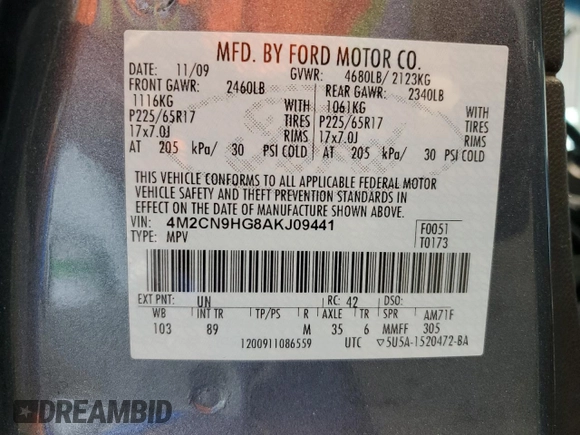 MFD. BY FORD MOTOR CO.
DATE: 11/09 GVWR: 4680LB/ 2123KG
FRONT GAWR: 2460LB REAR GAWR: 2340LB
1116KG WITH 1061KG WITH
P225/65R17 TIRES P225/65R17 TIRES
17x7.0J RIMS 17x7.0J RIMS
AT 205 kPa/ 30 PSI COLD AT 205 kPa/ 30 PSI COLD
THIS VEHICLE CONFORMS TO ALL APPLICABLE FEDERAL MOTOR
VEHICLE SAFETY AND THEFT PREVENTION STANDARDS IN
EFFECT ON THE DATE OF MANUFACTURE SHOWN ABOVE.
VIN: 4M2CN9HG8AKJ09441 F0051
TYPE: MPV T0173
EXT PNT: UN RC: 42 DSO:
WB INT TR TP/PS R AXLE TR SPR AM71F
103 89 M 35 6 MMFF 305
1200911086559 UTC ▽5U5A-1520472-BA
DREAMBID